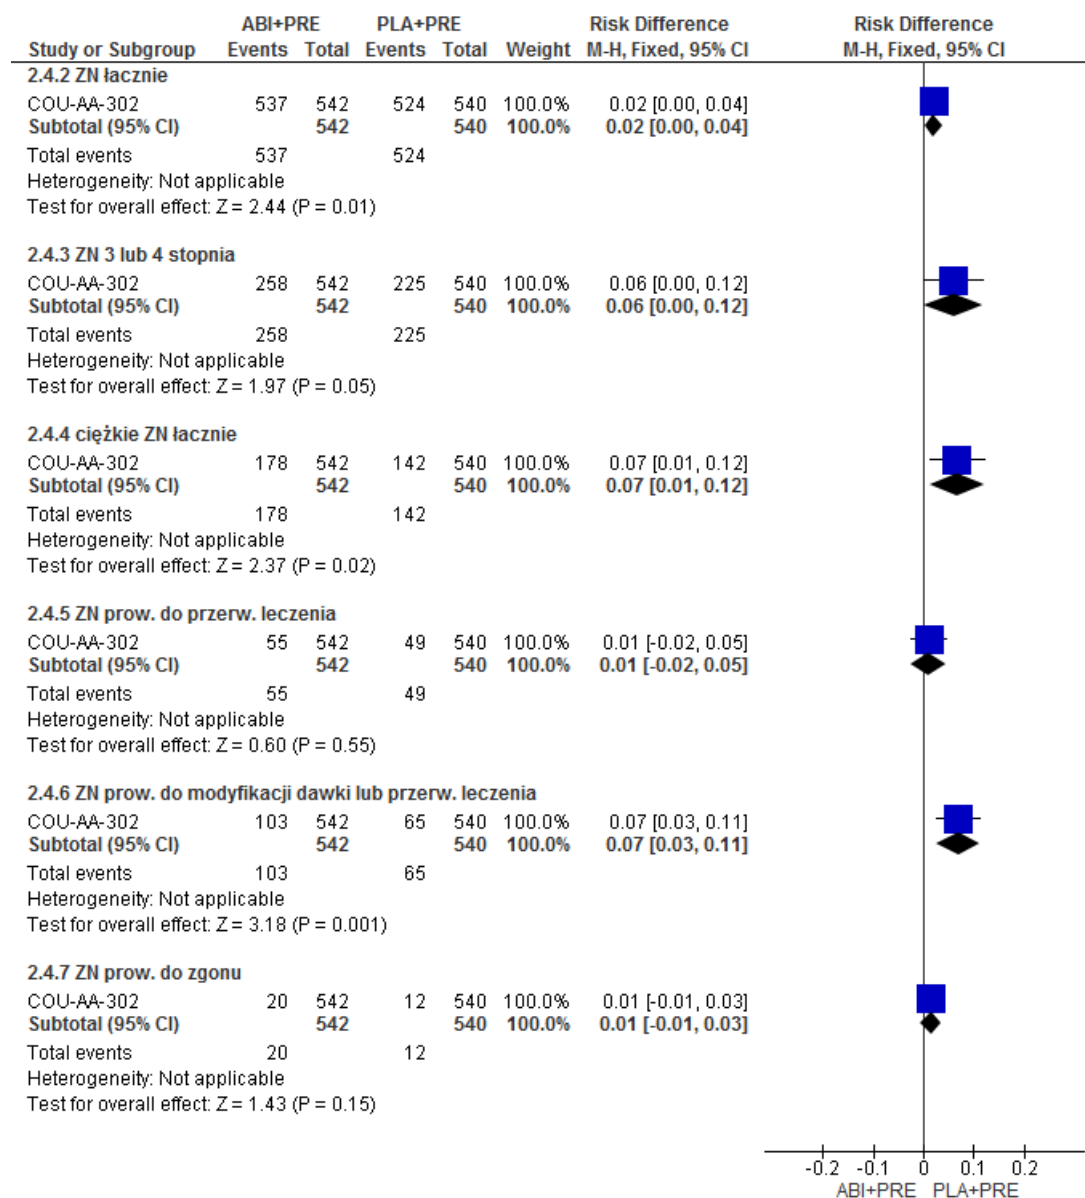 ABI+PRE PLA+PRE Risk Difference Risk Difference
Study or Subgroup Events Total Events Total Weight M-H, Fixed, 95% CI M-H, Fixed, 95% CI
2.4.2 ZN łacznie
COU-AA-302 537 542 524 540 100.0% 0.02 [0.00, 0.04]
Subtotal (95% CI) 542 540 100.0% 0.02 [0.00, 0.04]
Total events 537 524
Heterogeneity: Not applicable
Test for overall effect: Z = 2.44 (P = 0.01)
2.4.3 ZN 3 lub 4 stopnia
COU-AA-302 258 542 225 540 100.0% 0.06 [0.00, 0.12]
Subtotal (95% CI) 542 540 100.0% 0.06 [0.00, 0.12]
Total events 258 225
Heterogeneity: Not applicable
Test for overall effect: Z = 1.97 (P = 0.05)
2.4.4 ciężkie ZN łacznie
COU-AA-302 178 542 142 540 100.0% 0.07 [0.01, 0.12]
Subtotal (95% CI) 542 540 100.0% 0.07 [0.01, 0.12]
Total events 178 142
Heterogeneity: Not applicable
Test for overall effect: Z = 2.37 (P = 0.02)
2.4.5 ZN prow. do przerw. leczenia
COU-AA-302 55 542 49 540 100.0% 0.01 [-0.02, 0.05]
Subtotal (95% CI) 542 540 100.0% 0.01 [-0.02, 0.05]
Total events 55 49
Heterogeneity: Not applicable
Test for overall effect: Z = 0.60 (P = 0.55)
2.4.6 ZN prow. do modyfikacji dawki lub przerw. leczenia
COU-AA-302 103 542 65 540 100.0% 0.07 [0.03, 0.11]
Subtotal (95% CI) 542 540 100.0% 0.07 [0.03, 0.11]
Total events 103 65
Heterogeneity: Not applicable
Test for overall effect: Z = 3.18 (P = 0.001)
2.4.7 ZN prow. do zgonu
COU-AA-302 20 542 12 540 100.0% 0.01 [-0.01, 0.03]
Subtotal (95% CI) 542 540 100.0% 0.01 [-0.01, 0.03]
Total events 20 12
Heterogeneity: Not applicable
Test for overall effect: Z = 1.43 (P = 0.15)
-0.2 -0.1 0 0.1 0.2
ABI+PRE PLA+PRE